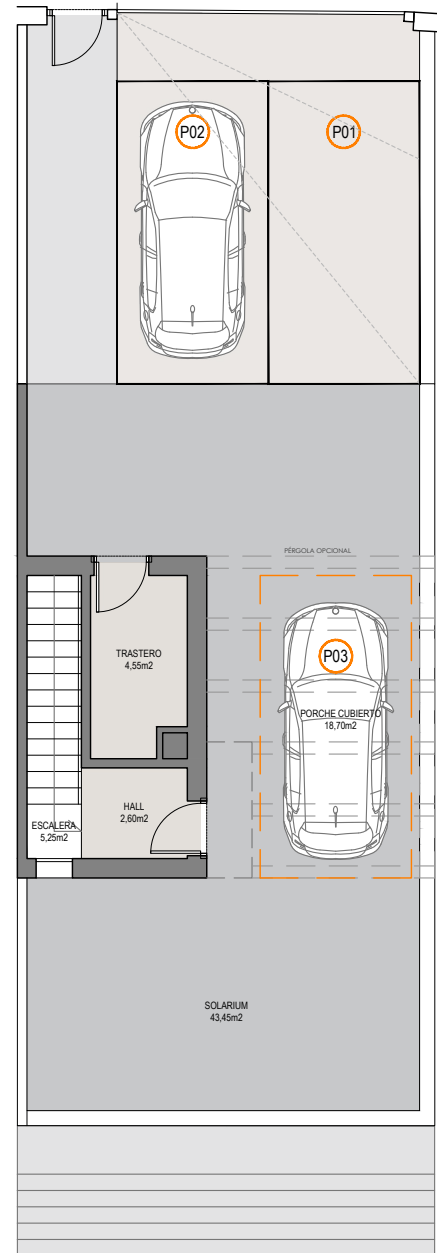 P02
P01
PÉRGOLA OPCIONAL
TRASTERO
4,55m2
P03
PORCHE CUBIERTO
18,70m2
HALL
2,60m2
ESCALERA
5,25m2
SOLARIUM
43,45m2